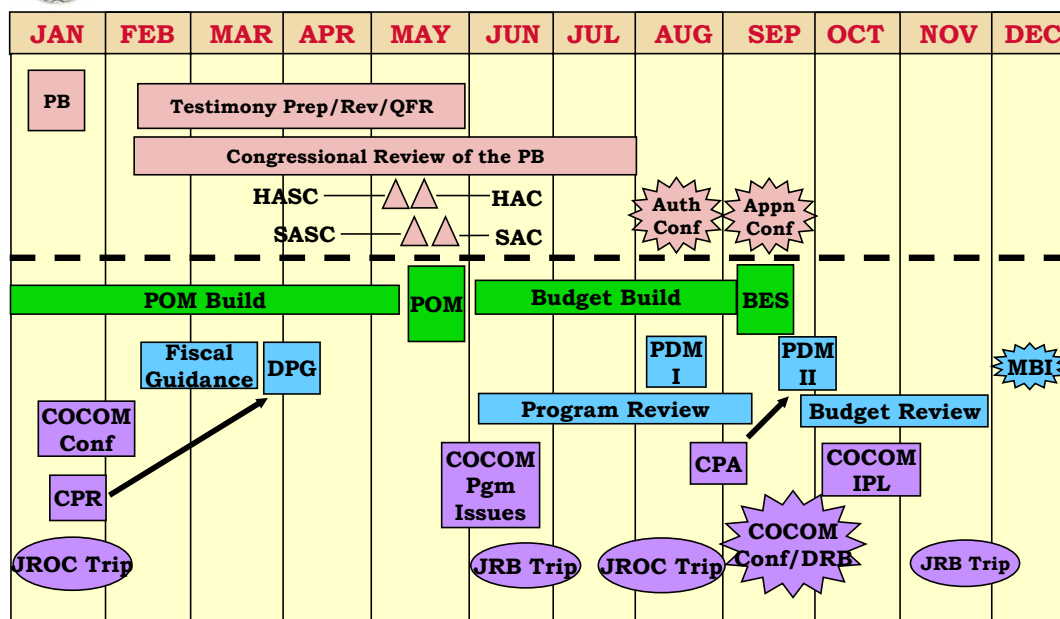 JAN FEB MAR APR MAY JUN JUL AUG SEP OCT NOV DEC
PB
Testimony Prep/Rev/QFR
Congressional Review of the PB
HASC HAC
SASC SAC
Auth
Conf
Appn
Conf
POM Build
POM
Budget Build
BES
Fiscal
Guidance
DPG
PDM
I
PDM
II
MBI
Program Review
Budget Review
COCOM
Conf
CPR
COCOM
Pgm
Issues
CPA
COCOM
IPL
JROC Trip
JRB Trip
JROC Trip
COCOM
Conf/DRB
JRB Trip